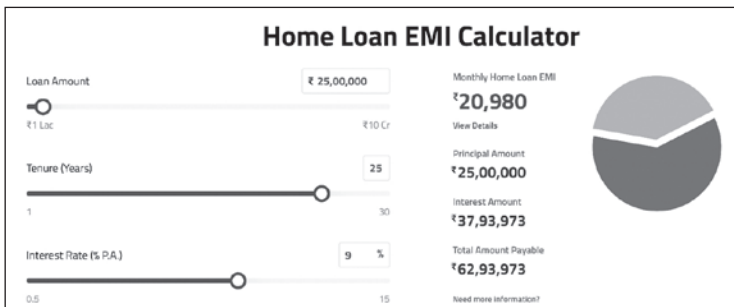 Home Loan EMI Calculator
Loan Amount
₹ 25,00,000
₹1 Lac
₹10 Cr
Tenure (Years)
25
1
30
Interest Rate (% P.A.)
9 %
0.5
15
Monthly Home Loan EMI
₹20,980
View Details
Principal Amount
₹25,00,000
Interest Amount
₹37,93,973
Total Amount Payable
₹62,93,973
Need more information?